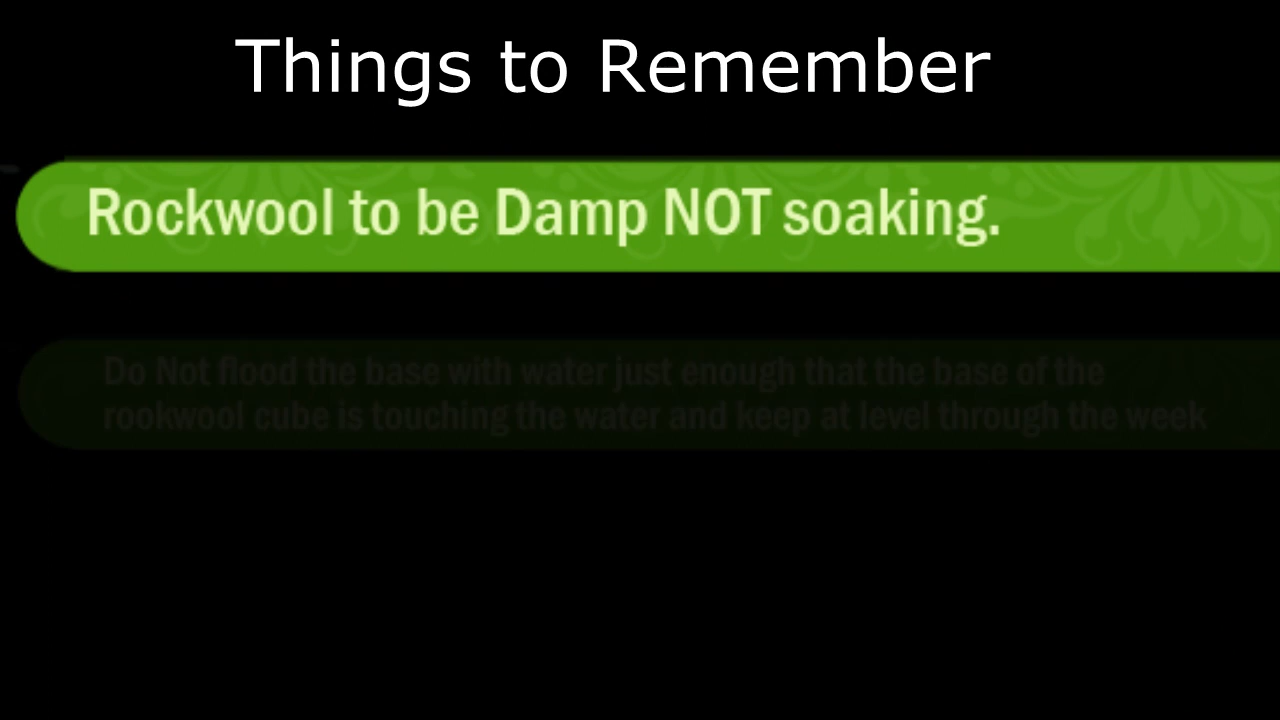 Things to Remember
Rockwool to be Damp NOT soaking.
Do Not flood the base with water just enough that the base of the
rookwool cube is touching the water and keep at level through the week